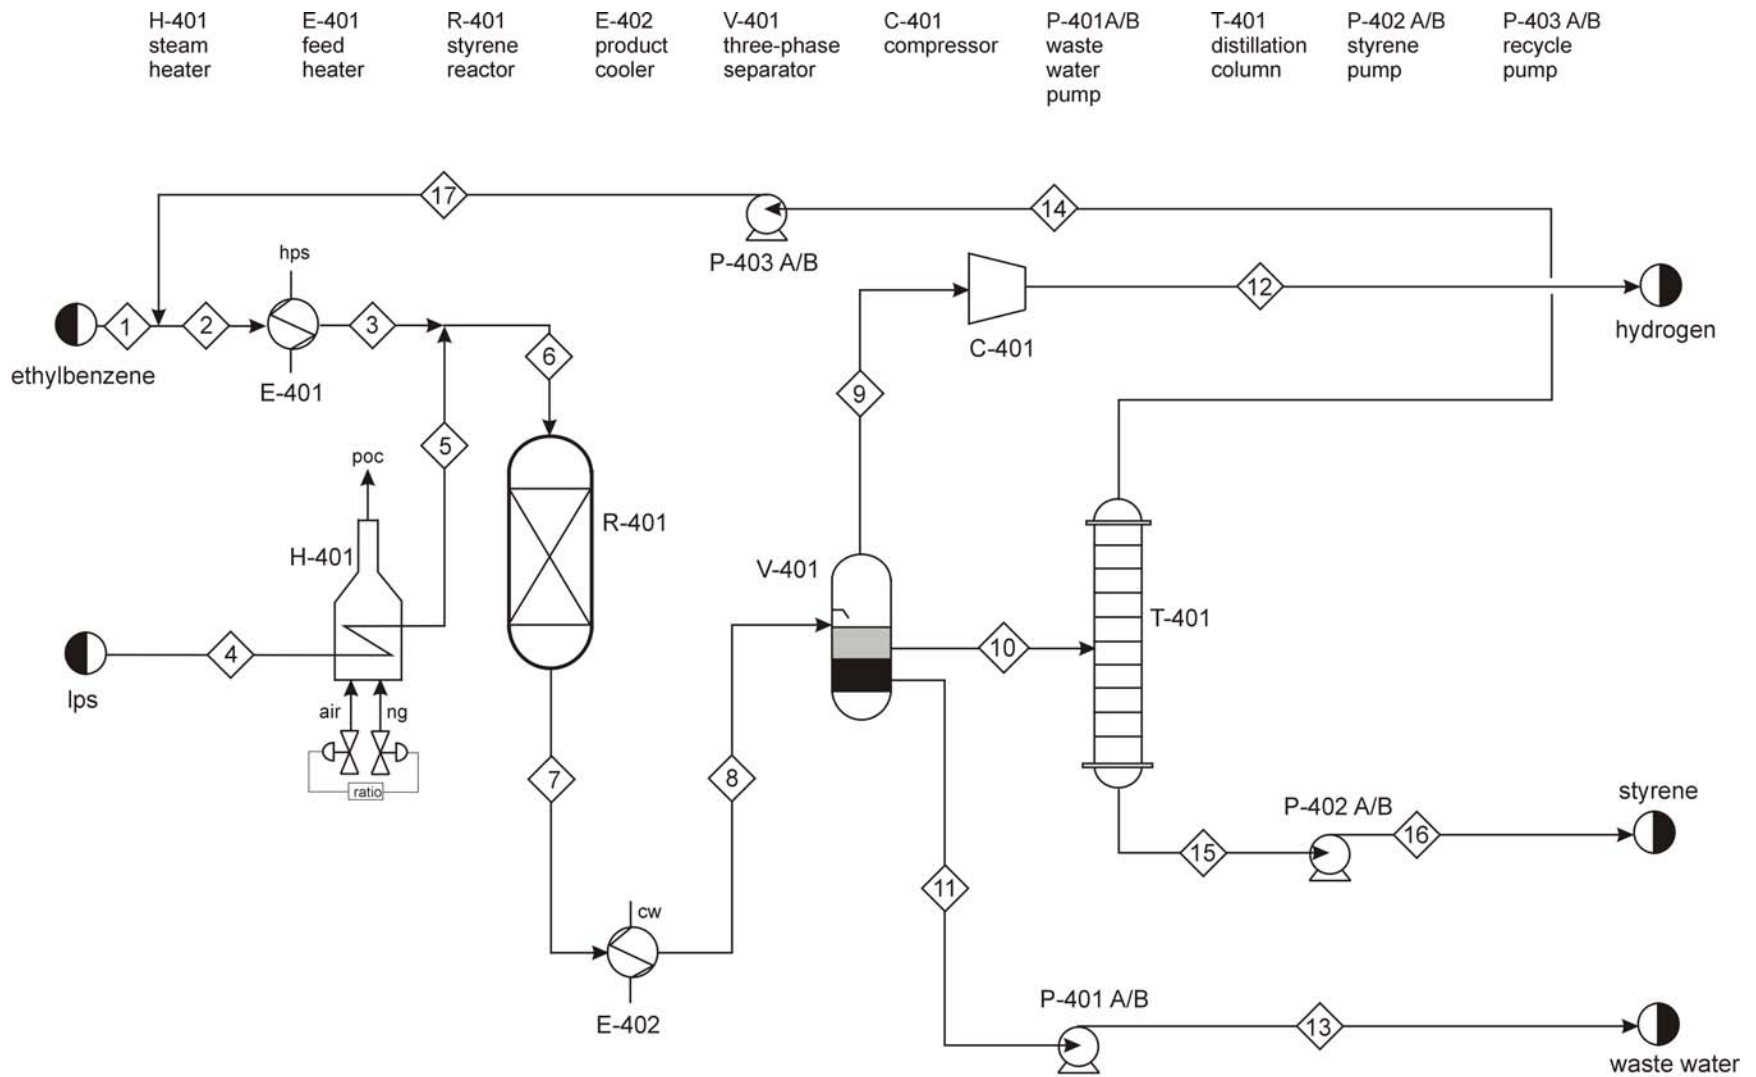 H-401 E-401 R-401 E-402 V-401 C-401 P-401A/B T-401 P-402 A/B P-403 A/B
steam feed styrene product three-phase compressor waste distillation styrene recycle
heater heater reactor cooler separator water column pump pump
pump
17
14
P-403 A/B
hps
12
1
2
3
hydrogen
C-401
6
ethylbenzene
E-401
9
5
poc
R-401
H-401
V-401
T-401
10
4
lps
air
ng
7
8
styrene
ratio
P-402 A/B
16
15
11
cw
P-401 A/B
E-402
13
waste water